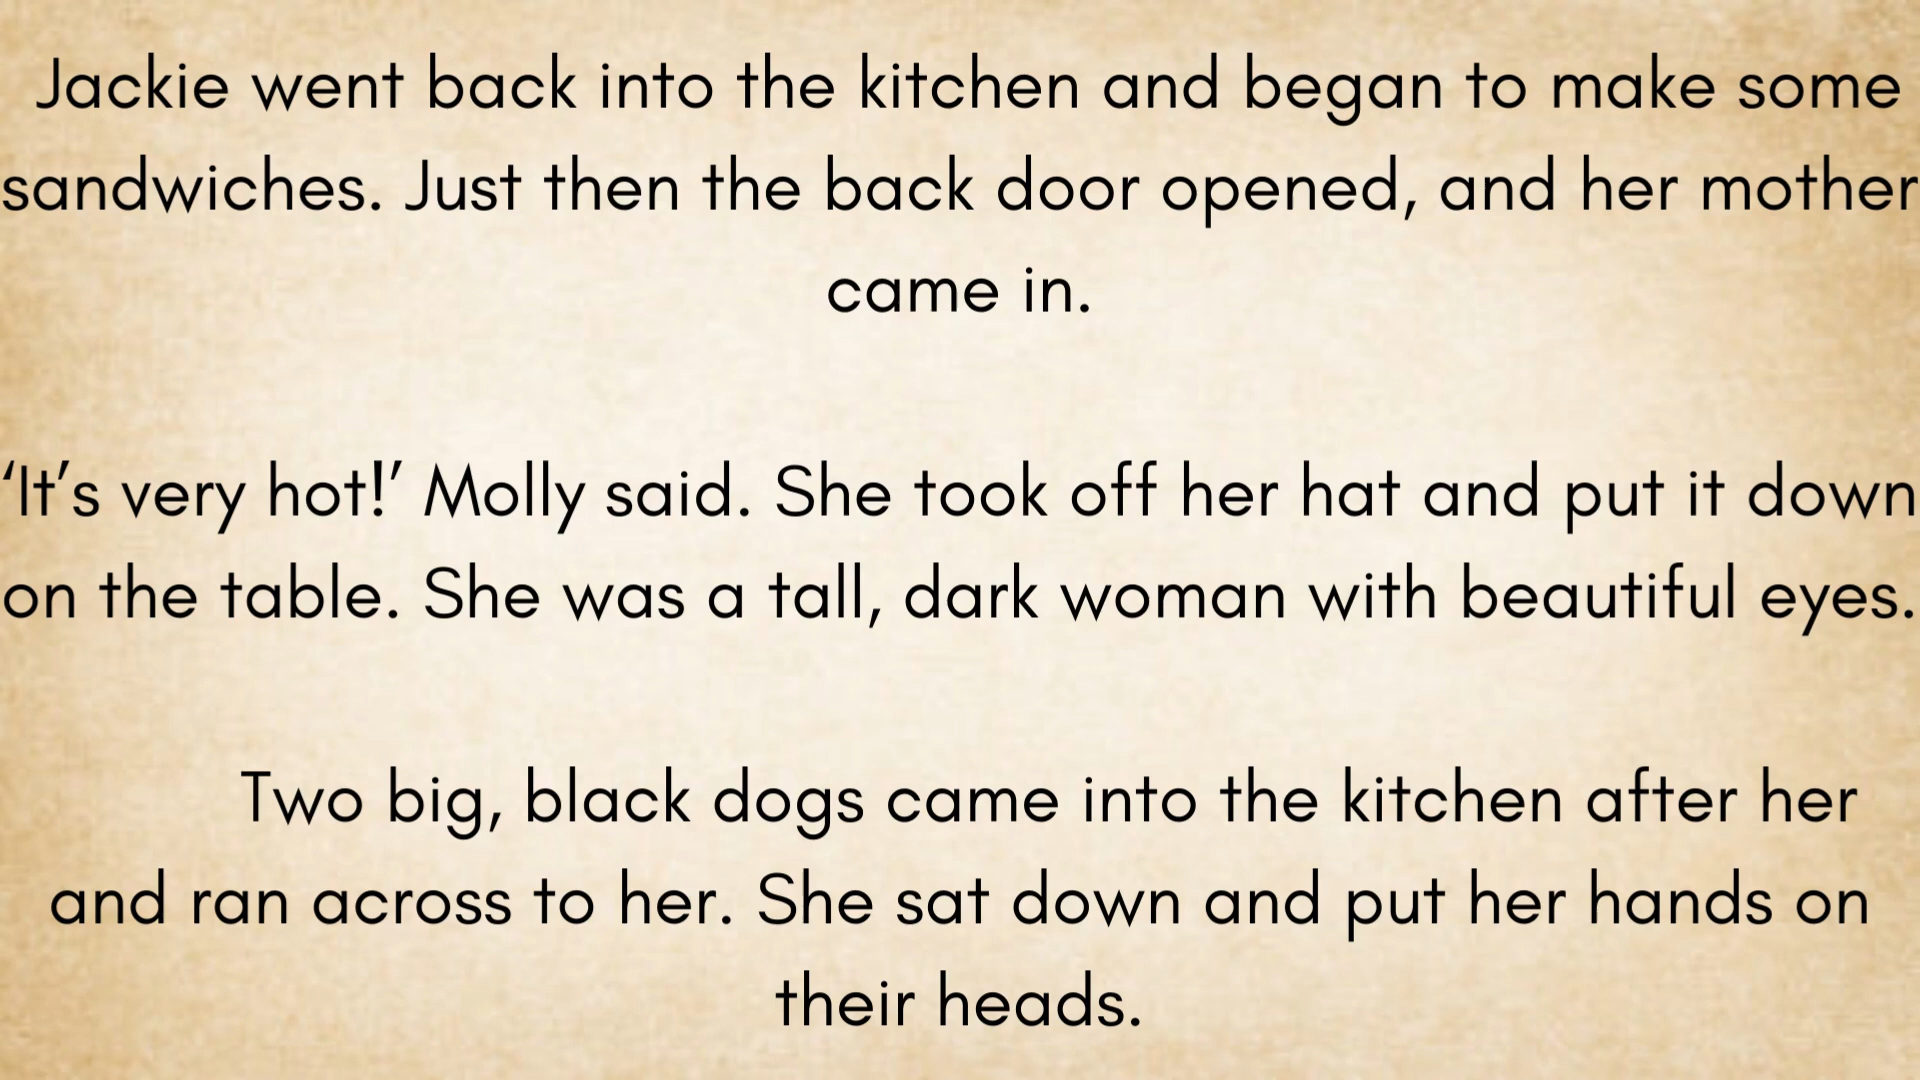 Jackie went back into the kitchen and began to make some
sandwiches. Just then the back door opened, and her mother
came in.
‘It’s very hot!’ Molly said. She took off her hat and put it down
on the table. She was a tall, dark woman with beautiful eyes.
Two big, black dogs came into the kitchen after her
and ran across to her. She sat down and put her hands on
their heads.